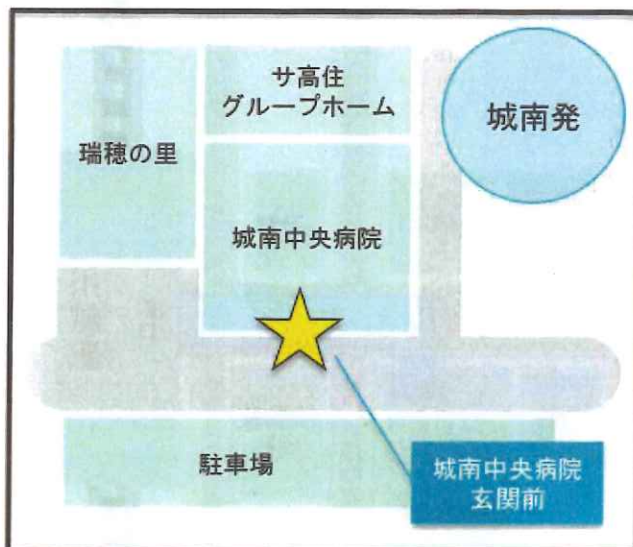 サ高住
グループホーム
城南発
瑞穂の里
城南中央病院
駐車場
城南中央病院
玄関前